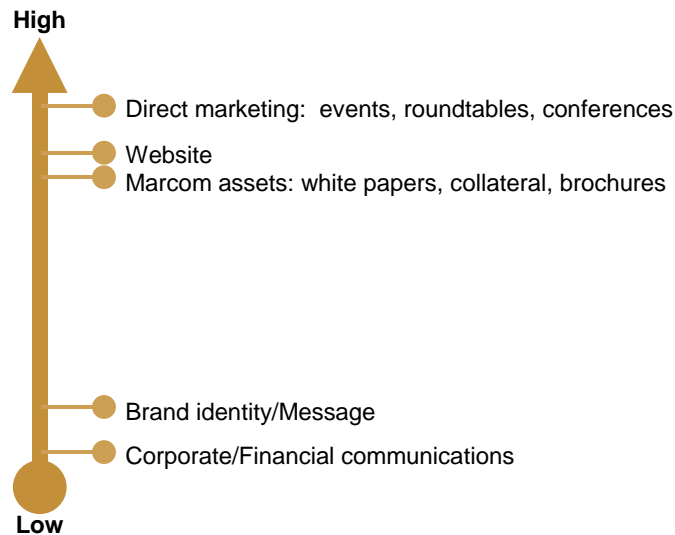 High
Direct marketing:  events, roundtables, conferences
Website
Marcom assets: white papers, collateral, brochures
Brand identity/Message
Corporate/Financial communications
Low